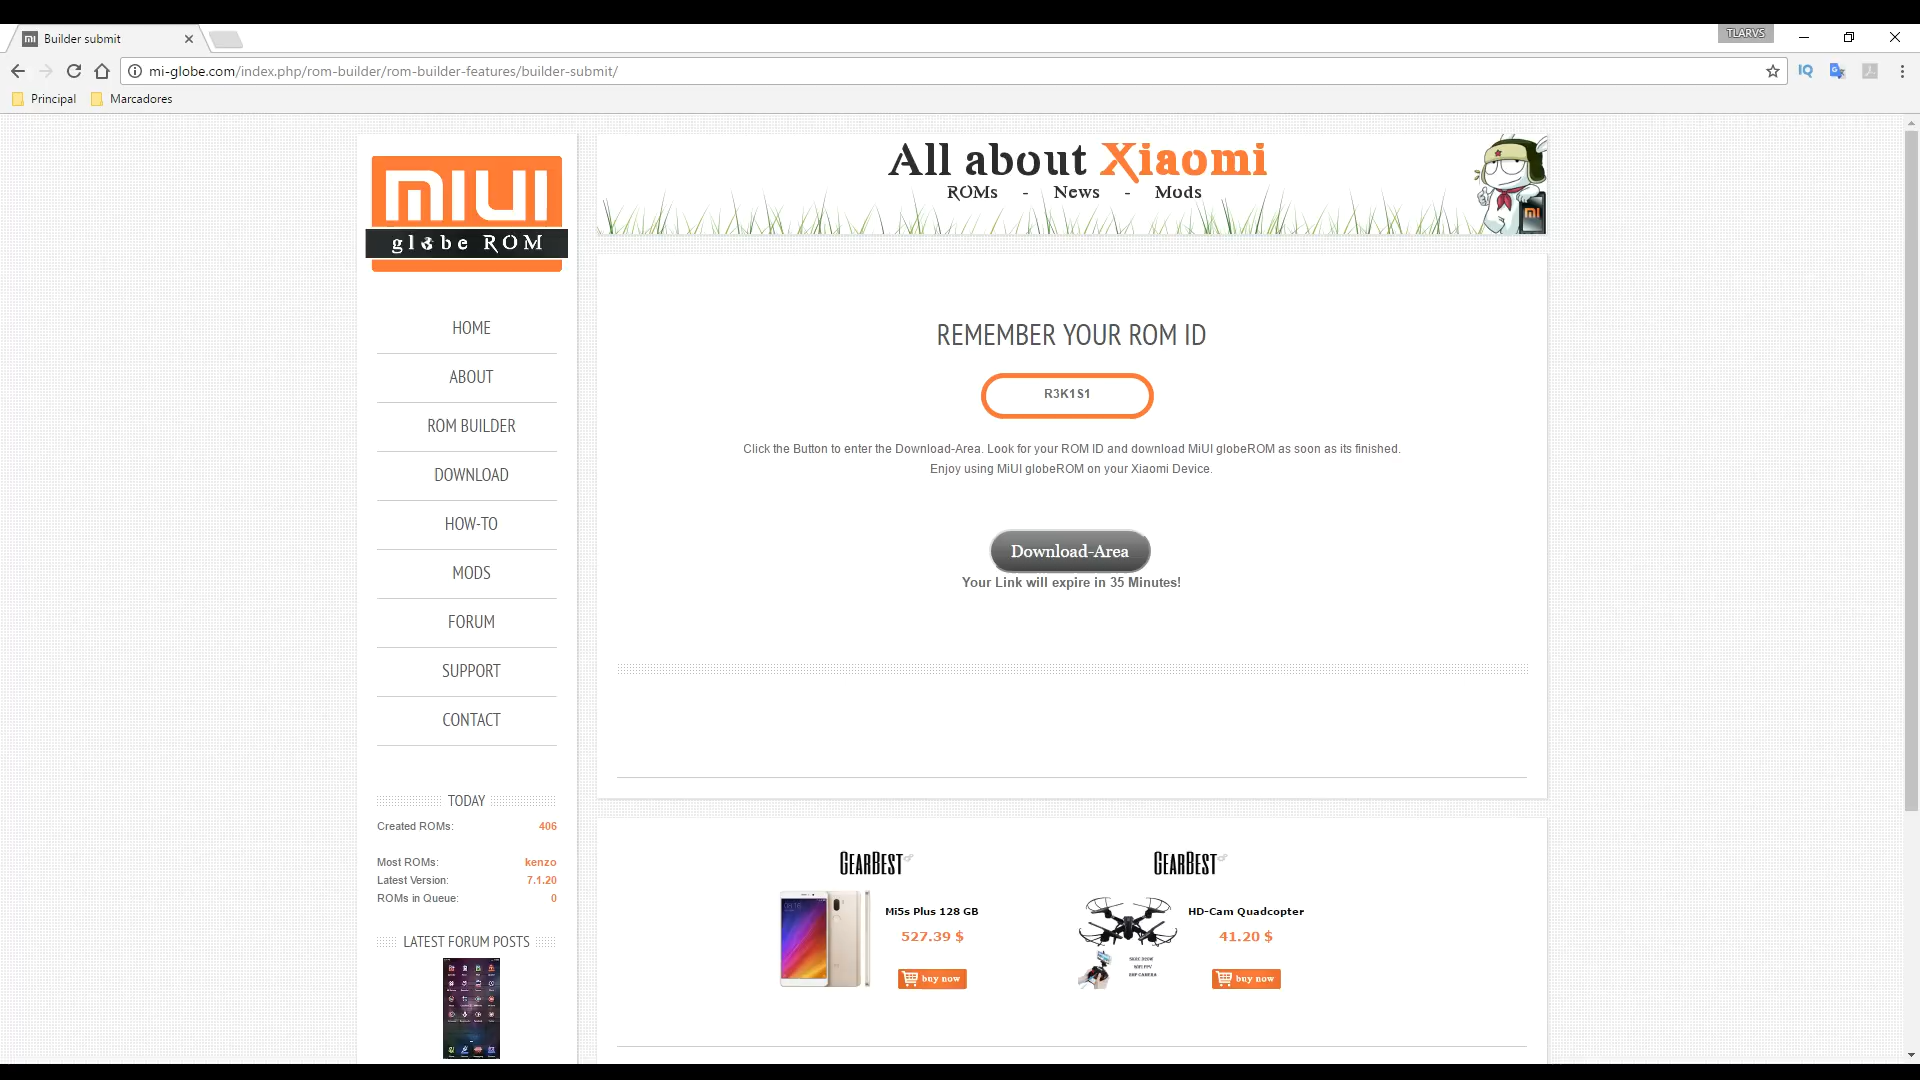 Builder submit
TLARVS
mi-globe.com/index.php/rom-builder/rom-builder-features/builder-submit/
IQ
Principal
Marcadores
MIUI
globe ROM
All about Xiaomi
ROMs - News - Mods
HOME
ABOUT
ROM BUILDER
DOWNLOAD
HOW-TO
MODS
FORUM
SUPPORT
CONTACT
TODAY
Created ROMs: 406
Most ROMs: kenzo
Latest Version: 7.1.20
ROMs in Queue: 0
LATEST FORUM POSTS
REMEMBER YOUR ROM ID
R3K1S1
Click the Button to enter the Download-Area. Look for your ROM ID and download MiUI globeROM as soon as its finished.
Enjoy using MiUI globeROM on your Xiaomi Device.
Download-Area
Your Link will expire in 35 Minutes!
GEARBEST
Mi5s Plus 128 GB
527.39 $
buy now
GEARBEST
HD-Cam Quadcopter
41.20 $
buy now